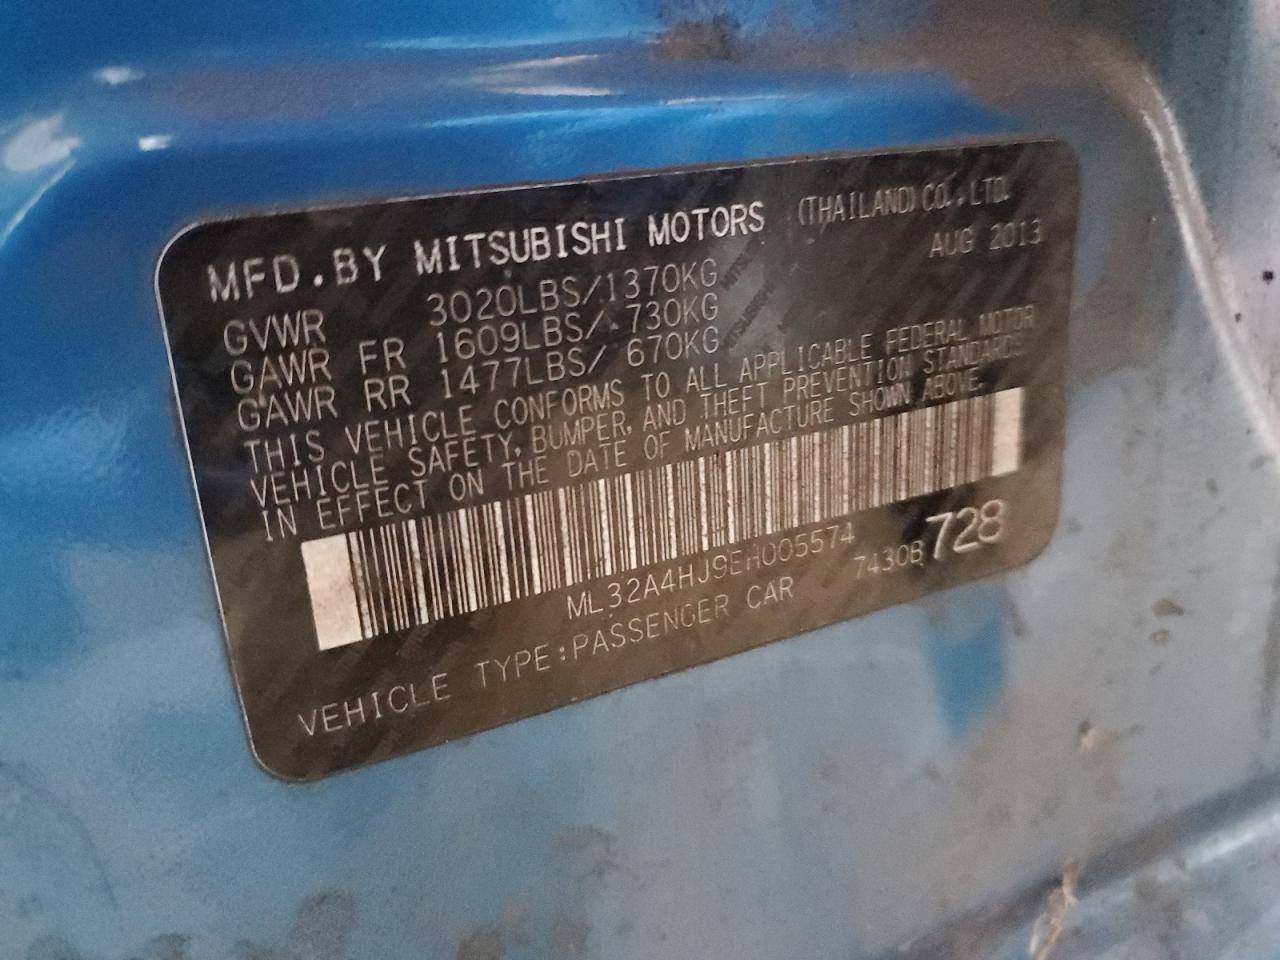 MFD.BY MITSUBISHI MOTORS (THAILAND) CO., LTD.
AUG 2013
GVWR 3020LBS/1370KG
GAWR FR 1609LBS/ 730KG
GAWR RR 1477LBS/ 670KG
THIS VEHICLE CONFORMS TO ALL APPLICABLE FEDERAL MOTOR
VEHICLE SAFETY, BUMPER, AND THEFT PREVENTION STANDARDS
IN EFFECT ON THE DATE OF MANUFACTURE SHOWN ABOVE.
ML32A4HJ9EH005574
7430B728
VEHICLE TYPE:PASSENGER CAR